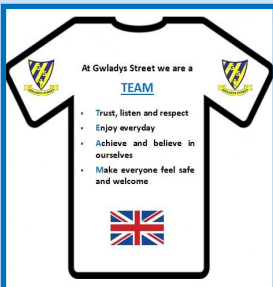 At Gwladys Street we are a
TEAM
• Trust, listen and respect
• Enjoy everyday
• Achieve and believe in
ourselves
• Make everyone feel safe
and welcome